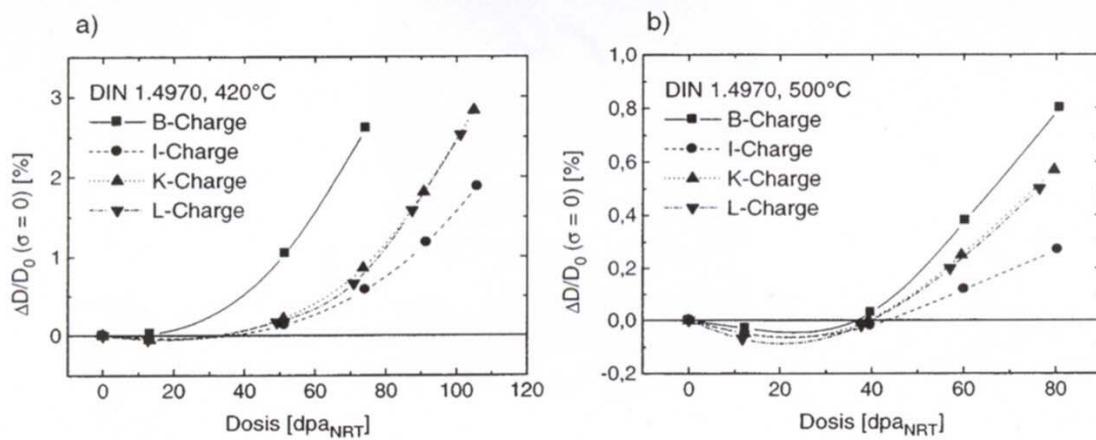 a)
DIN 1.4970, 420°C
B-Charge
I-Charge
K-Charge
L-Charge
ΔD/D₀ (σ = 0) [%]
3
2
1
0
0 20 40 60 80 100 120
Dosis [dpa_NRT]
b)
DIN 1.4970, 500°C
B-Charge
I-Charge
K-Charge
L-Charge
ΔD/D₀ (σ = 0) [%]
1,0
0,8
0,6
0,4
0,2
0,0
-0,2
0 20 40 60 80
Dosis [dpa_NRT]